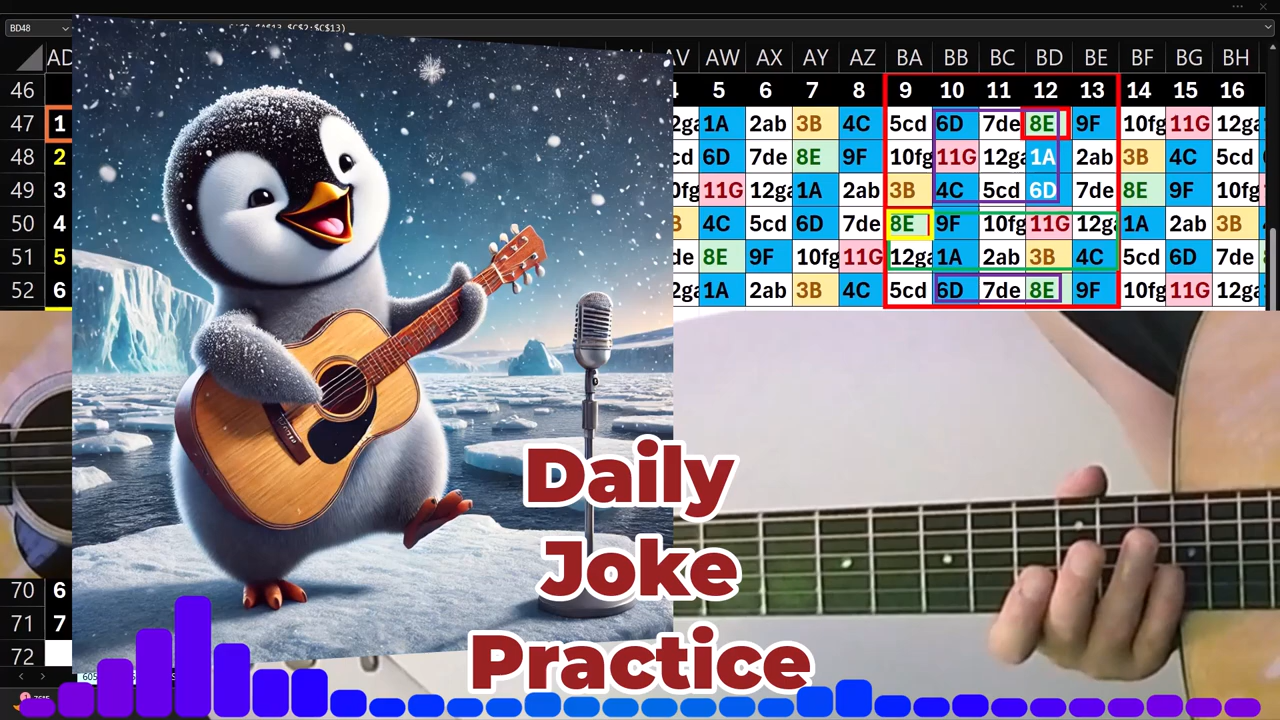 BD48
AD AV AW AX AY AZ BA BB BC BD BE BF BG BH
46 5 6 7 8 9 10 11 12 13 14 15 16
47 1 1A 2ab 3B 4C 5cd 6D 7de 8E 9F 10fg 11G 12ga
48 2 6D 7de 8E 9F 10fg 11G 12ga 1A 2ab 3B 4C 5cd
49 3 11G 12ga 1A 2ab 3B 4C 5cd 6D 7de 8E 9F 10fg
50 4 4C 5cd 6D 7de 8E 9F 10fg 11G 12ga 1A 2ab 3B
51 5 8E 9F 10fg 11G 12ga 1A 2ab 3B 4C 5cd 6D 7de
52 6 1A 2ab 3B 4C 5cd 6D 7de 8E 9F 10fg 11G 12ga
Daily
Joke
Practice
70 6
71 7
72